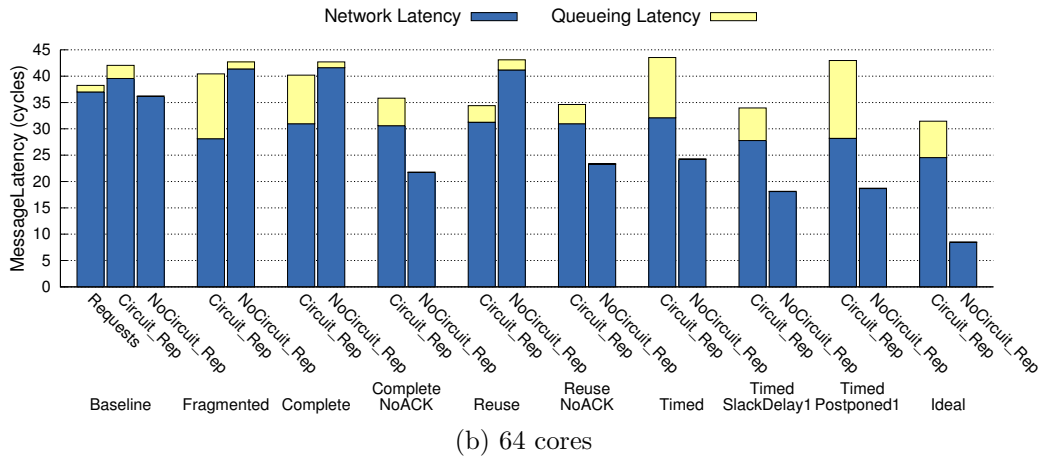 Network Latency Queueing Latency
MessageLatency (cycles)
45
40
35
30
25
20
15
10
5
0
Requests
Circuit_Rep
NoCircuit_Rep
Circuit_Rep
NoCircuit_Rep
Circuit_Rep
NoCircuit_Rep
Circuit_Rep
NoCircuit_Rep
Circuit_Rep
NoCircuit_Rep
Circuit_Rep
NoCircuit_Rep
Circuit_Rep
NoCircuit_Rep
Circuit_Rep
NoCircuit_Rep
Circuit_Rep
NoCircuit_Rep
Circuit_Rep
NoCircuit_Rep
Baseline
Fragmented
Complete
Complete
NoACK
Reuse
Reuse
NoACK
Timed
Timed
SlackDelay1
Timed
Postponed1
Ideal
(b) 64 cores